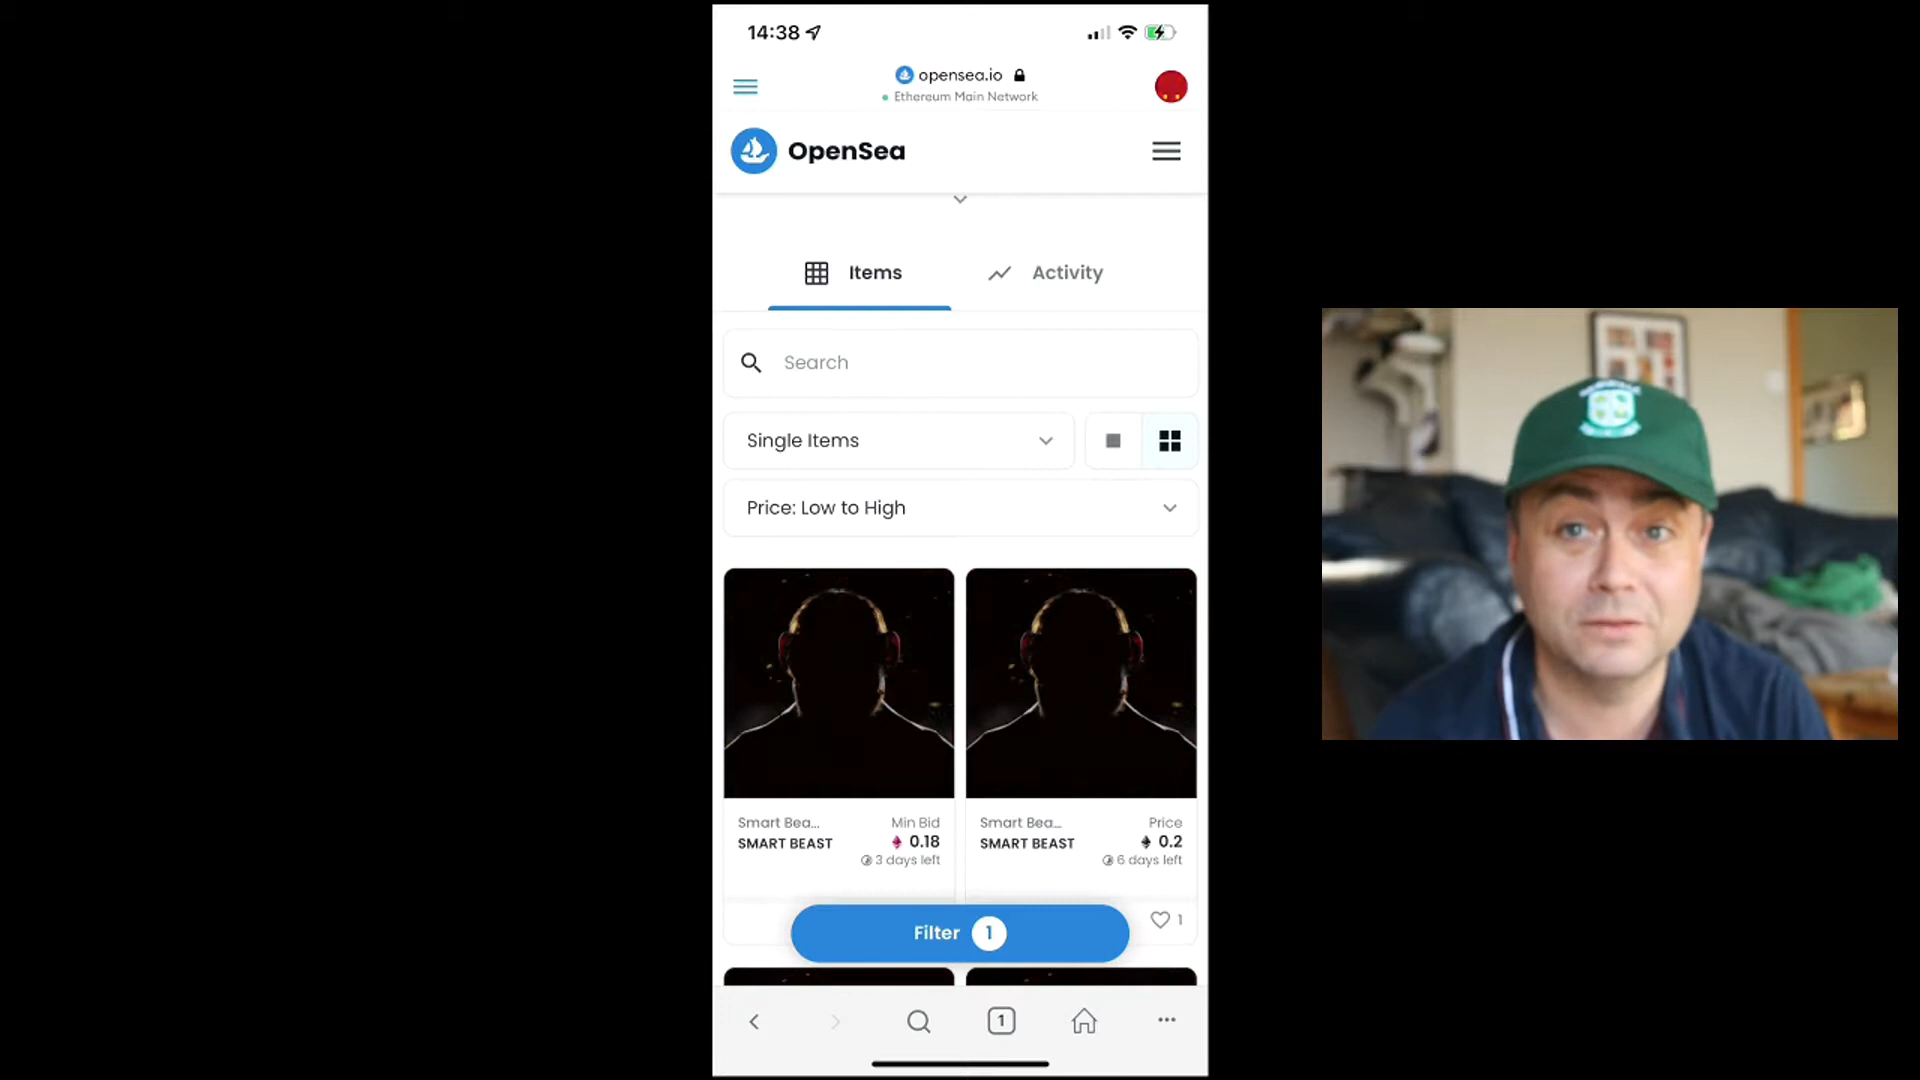 14:38
opensea.io
Ethereum Main Network
OpenSea
Items
Activity
Search
Single Items
Price: Low to High
Smart Bea...
Min Bid
SMART BEAST
0.18
3 days left
Smart Bea...
Price
SMART BEAST
0.2
6 days left
1
Filter 1
1